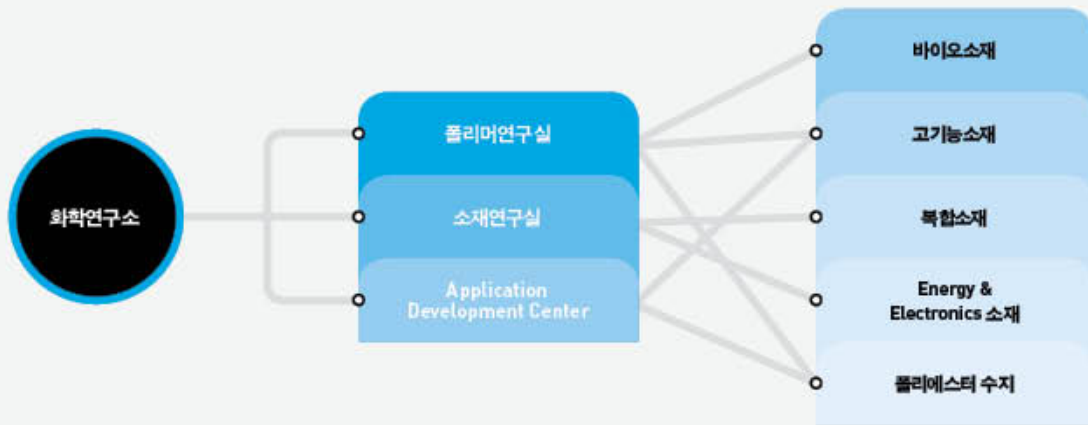 화학연구소
폴리머연구실
소재연구실
Application
Development Center
바이오소재
고기능소재
복합소재
Energy &
Electronics 소재
폴리에스터 수지